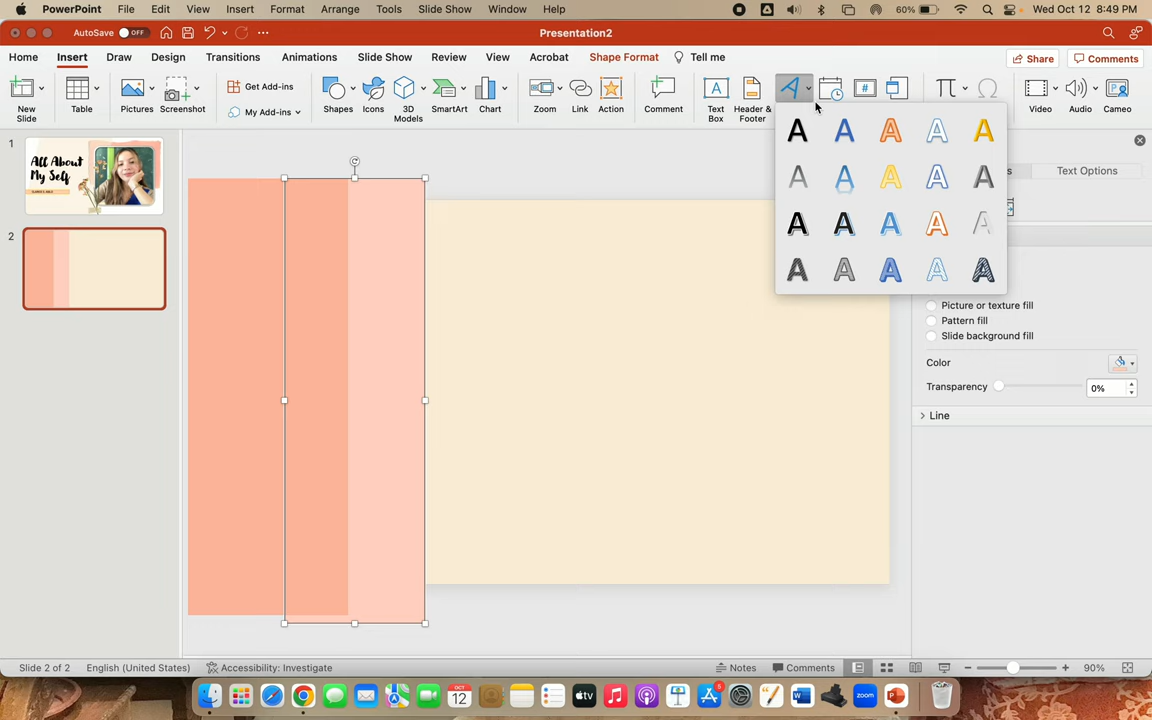 PowerPoint File Edit View Insert Format Arrange Tools Slide Show Window Help 60% Wed Oct 12 8:49 PM
AutoSave OFF Presentation2
Home Insert Draw Design Transitions Animations Slide Show Review View Acrobat Shape Format Tell me Share Comments
New Slide
Table
Pictures
Screenshot
Get Add-ins
My Add-ins
Shapes
Icons
3D Models
SmartArt
Chart
Zoom
Link
Action
Comment
Text Box
Header & Footer
Video
Audio
Cameo
A A A A A
A A A A A
A A A A A
A A A A A
Text Options
1
All About
My Self
2
Picture or texture fill
Pattern fill
Slide background fill
Color
Transparency 0%
Line
Slide 2 of 2 English (United States) Accessibility: Investigate Notes Comments 90%
OCT
12
tv
zoom